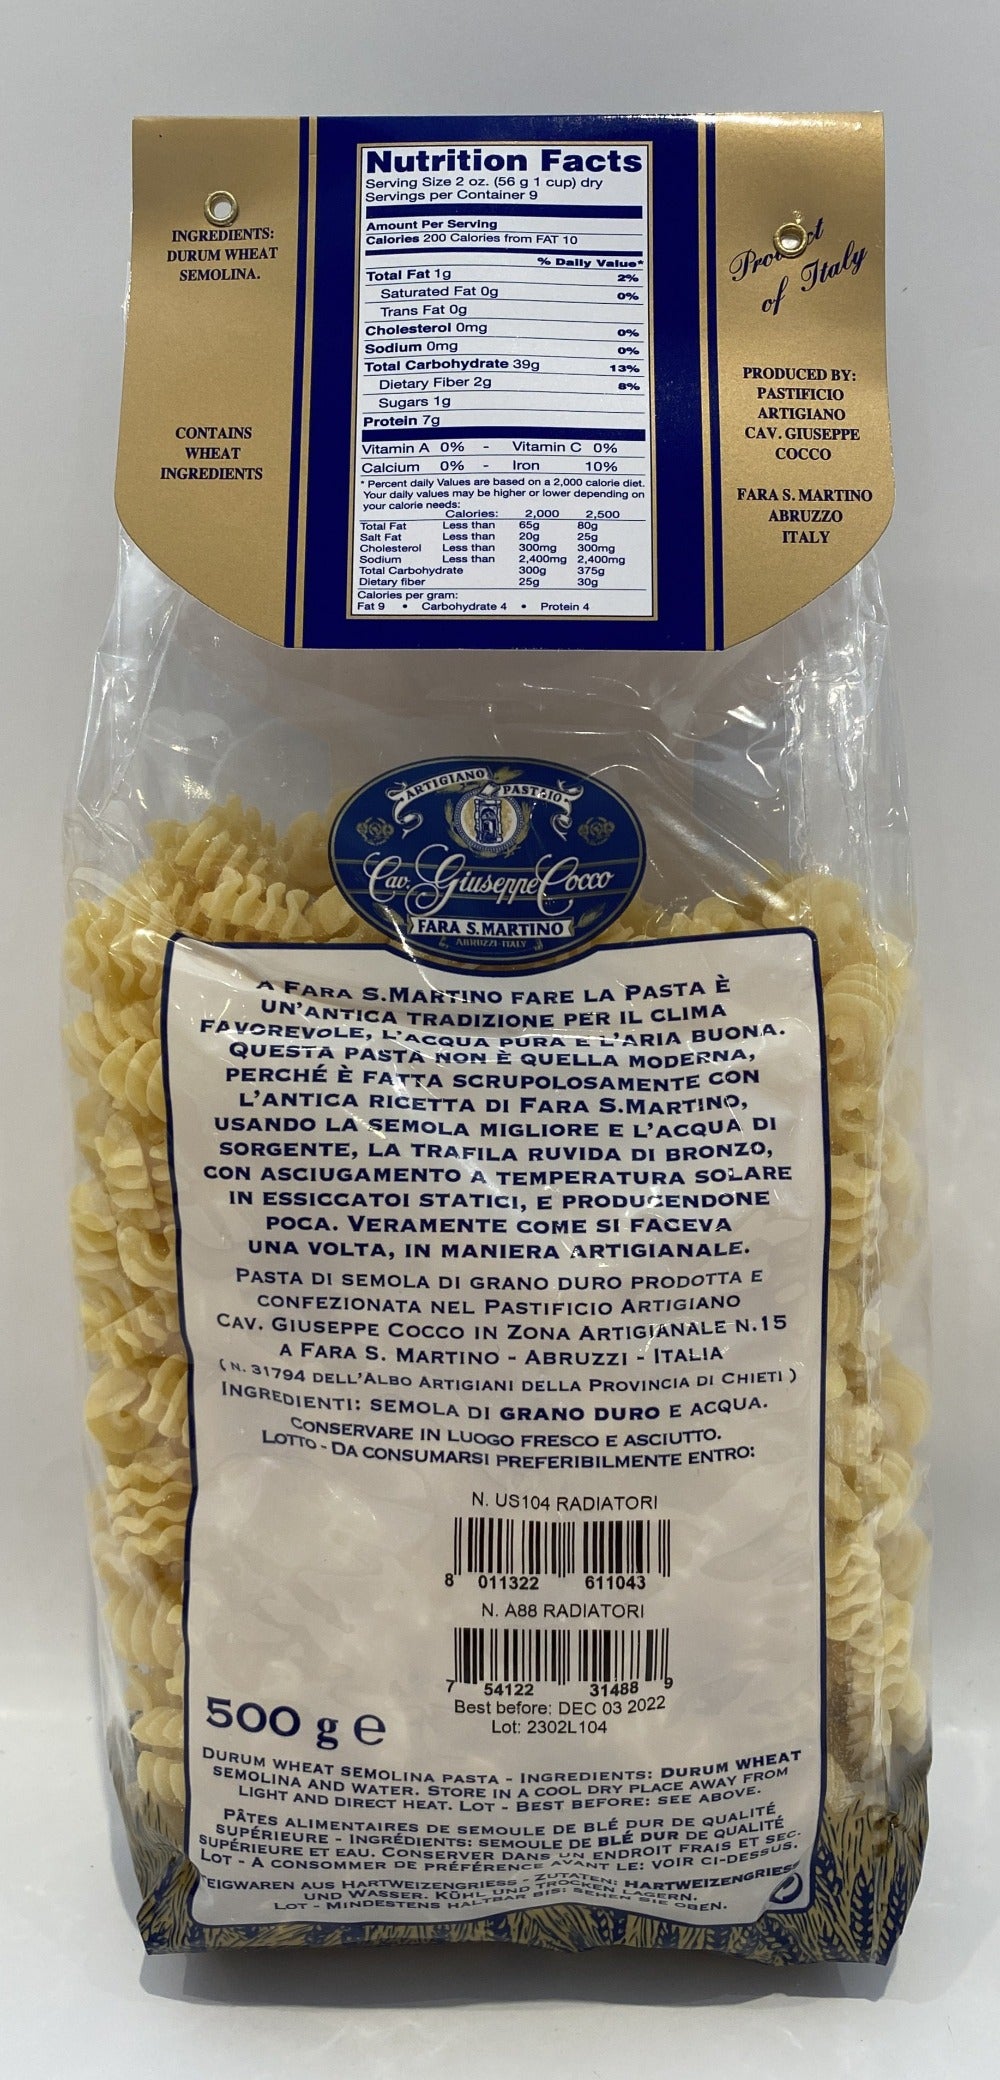 INGREDIENTS:
DURUM WHEAT
SEMOLINA.
CONTAINS
WHEAT
INGREDIENTS
Nutrition Facts
Serving Size 2 oz. (56 g 1 cup) dry
Servings per Container 9
Amount Per Serving
Calories 200 Calories from FAT 10
% Daily Value*
Total Fat 1g 2%
Saturated Fat 0g 0%
Trans Fat 0g
Cholesterol 0mg 0%
Sodium 0mg 0%
Total Carbohydrate 39g 13%
Dietary Fiber 2g 8%
Sugars 1g
Protein 7g
Vitamin A 0% - Vitamin C 0%
Calcium 0% - Iron 10%
* Percent daily Values are based on a 2,000 calorie diet.
Your daily values may be higher or lower depending on
your calorie needs:
Calories: 2,000 2,500
Total Fat Less than 65g 80g
Salt Fat Less than 20g 25g
Cholesterol Less than 300mg 300mg
Sodium Less than 2,400mg 2,400mg
Total Carbohydrate 300g 375g
Dietary fiber 25g 30g
Calories per gram:
Fat 9 • Carbohydrate 4 • Protein 4
Product
of Italy
PRODUCED BY:
PASTIFICIO
ARTIGIANO
CAV. GIUSEPPE
COCCO
FARA S. MARTINO
ABRUZZO
ITALY
ARTIGIANO PASTAIO
Cav. Giuseppe Cocco
FARA S. MARTINO
ABRUZZI-ITALY
A FARA S.MARTINO FARE LA PASTA È
UN'ANTICA TRADIZIONE PER IL CLIMA
FAVOREVOLE, L'ACQUA PURA E L'ARIA BUONA.
QUESTA PASTA NON È QUELLA MODERNA,
PERCHÉ È FATTA SCRUPOLOSAMENTE CON
L'ANTICA RICETTA DI FARA S.MARTINO,
USANDO LA SEMOLA MIGLIORE E L'ACQUA DI
SORGENTE, LA TRAFILA RUVIDA DI BRONZO,
CON ASCIUGAMENTO A TEMPERATURA SOLARE
IN ESSICCATOI STATICI, E PRODUCENDONE
POCA. VERAMENTE COME SI FACEVA
UNA VOLTA, IN MANIERA ARTIGIANALE.
PASTA DI SEMOLA DI GRANO DURO PRODOTTA E
CONFEZIONATA NEL PASTIFICIO ARTIGIANO
CAV. GIUSEPPE COCCO IN ZONA ARTIGIANALE N.15
A FARA S. MARTINO - ABRUZZI - ITALIA
(N. 31794 DELL'ALBO ARTIGIANI DELLA PROVINCIA DI CHIETI)
INGREDIENTI: SEMOLA DI GRANO DURO E ACQUA.
CONSERVARE IN LUOGO FRESCO E ASCIUTTO.
LOTTO - DA CONSUMARSI PREFERIBILMENTE ENTRO:
N. US104 RADIATORI
8 011322 611043
N. A88 RADIATORI
7 54122 31488 9
Best before: DEC 03 2022
Lot: 2302L104
500 g e
DURUM WHEAT SEMOLINA PASTA - INGREDIENTS: DURUM WHEAT
SEMOLINA AND WATER. STORE IN A COOL DRY PLACE AWAY FROM
LIGHT AND DIRECT HEAT. LOT - BEST BEFORE: SEE ABOVE.
PÂTES ALIMENTAIRES DE SEMOULE DE BLÉ DUR DE QUALITÉ
SUPÉRIEURE - INGRÉDIENTS: SEMOULE DE BLÉ DUR DE QUALITÉ
SUPÉRIEURE ET EAU. CONSERVER DANS UN ENDROIT FRAIS ET SEC.
LOT - A CONSOMMER DE PRÉFÉRENCE AVANT LE: VOIR CI-DESSUS.
TEIGWAREN AUS HARTWEIZENGRIESS - ZUTATEN: HARTWEIZENGRIESS
UND WASSER. KÜHL UND TROCKEN LAGERN.
LOT - MINDESTENS HALTBAR BIS: SEHEN SIE OBEN.